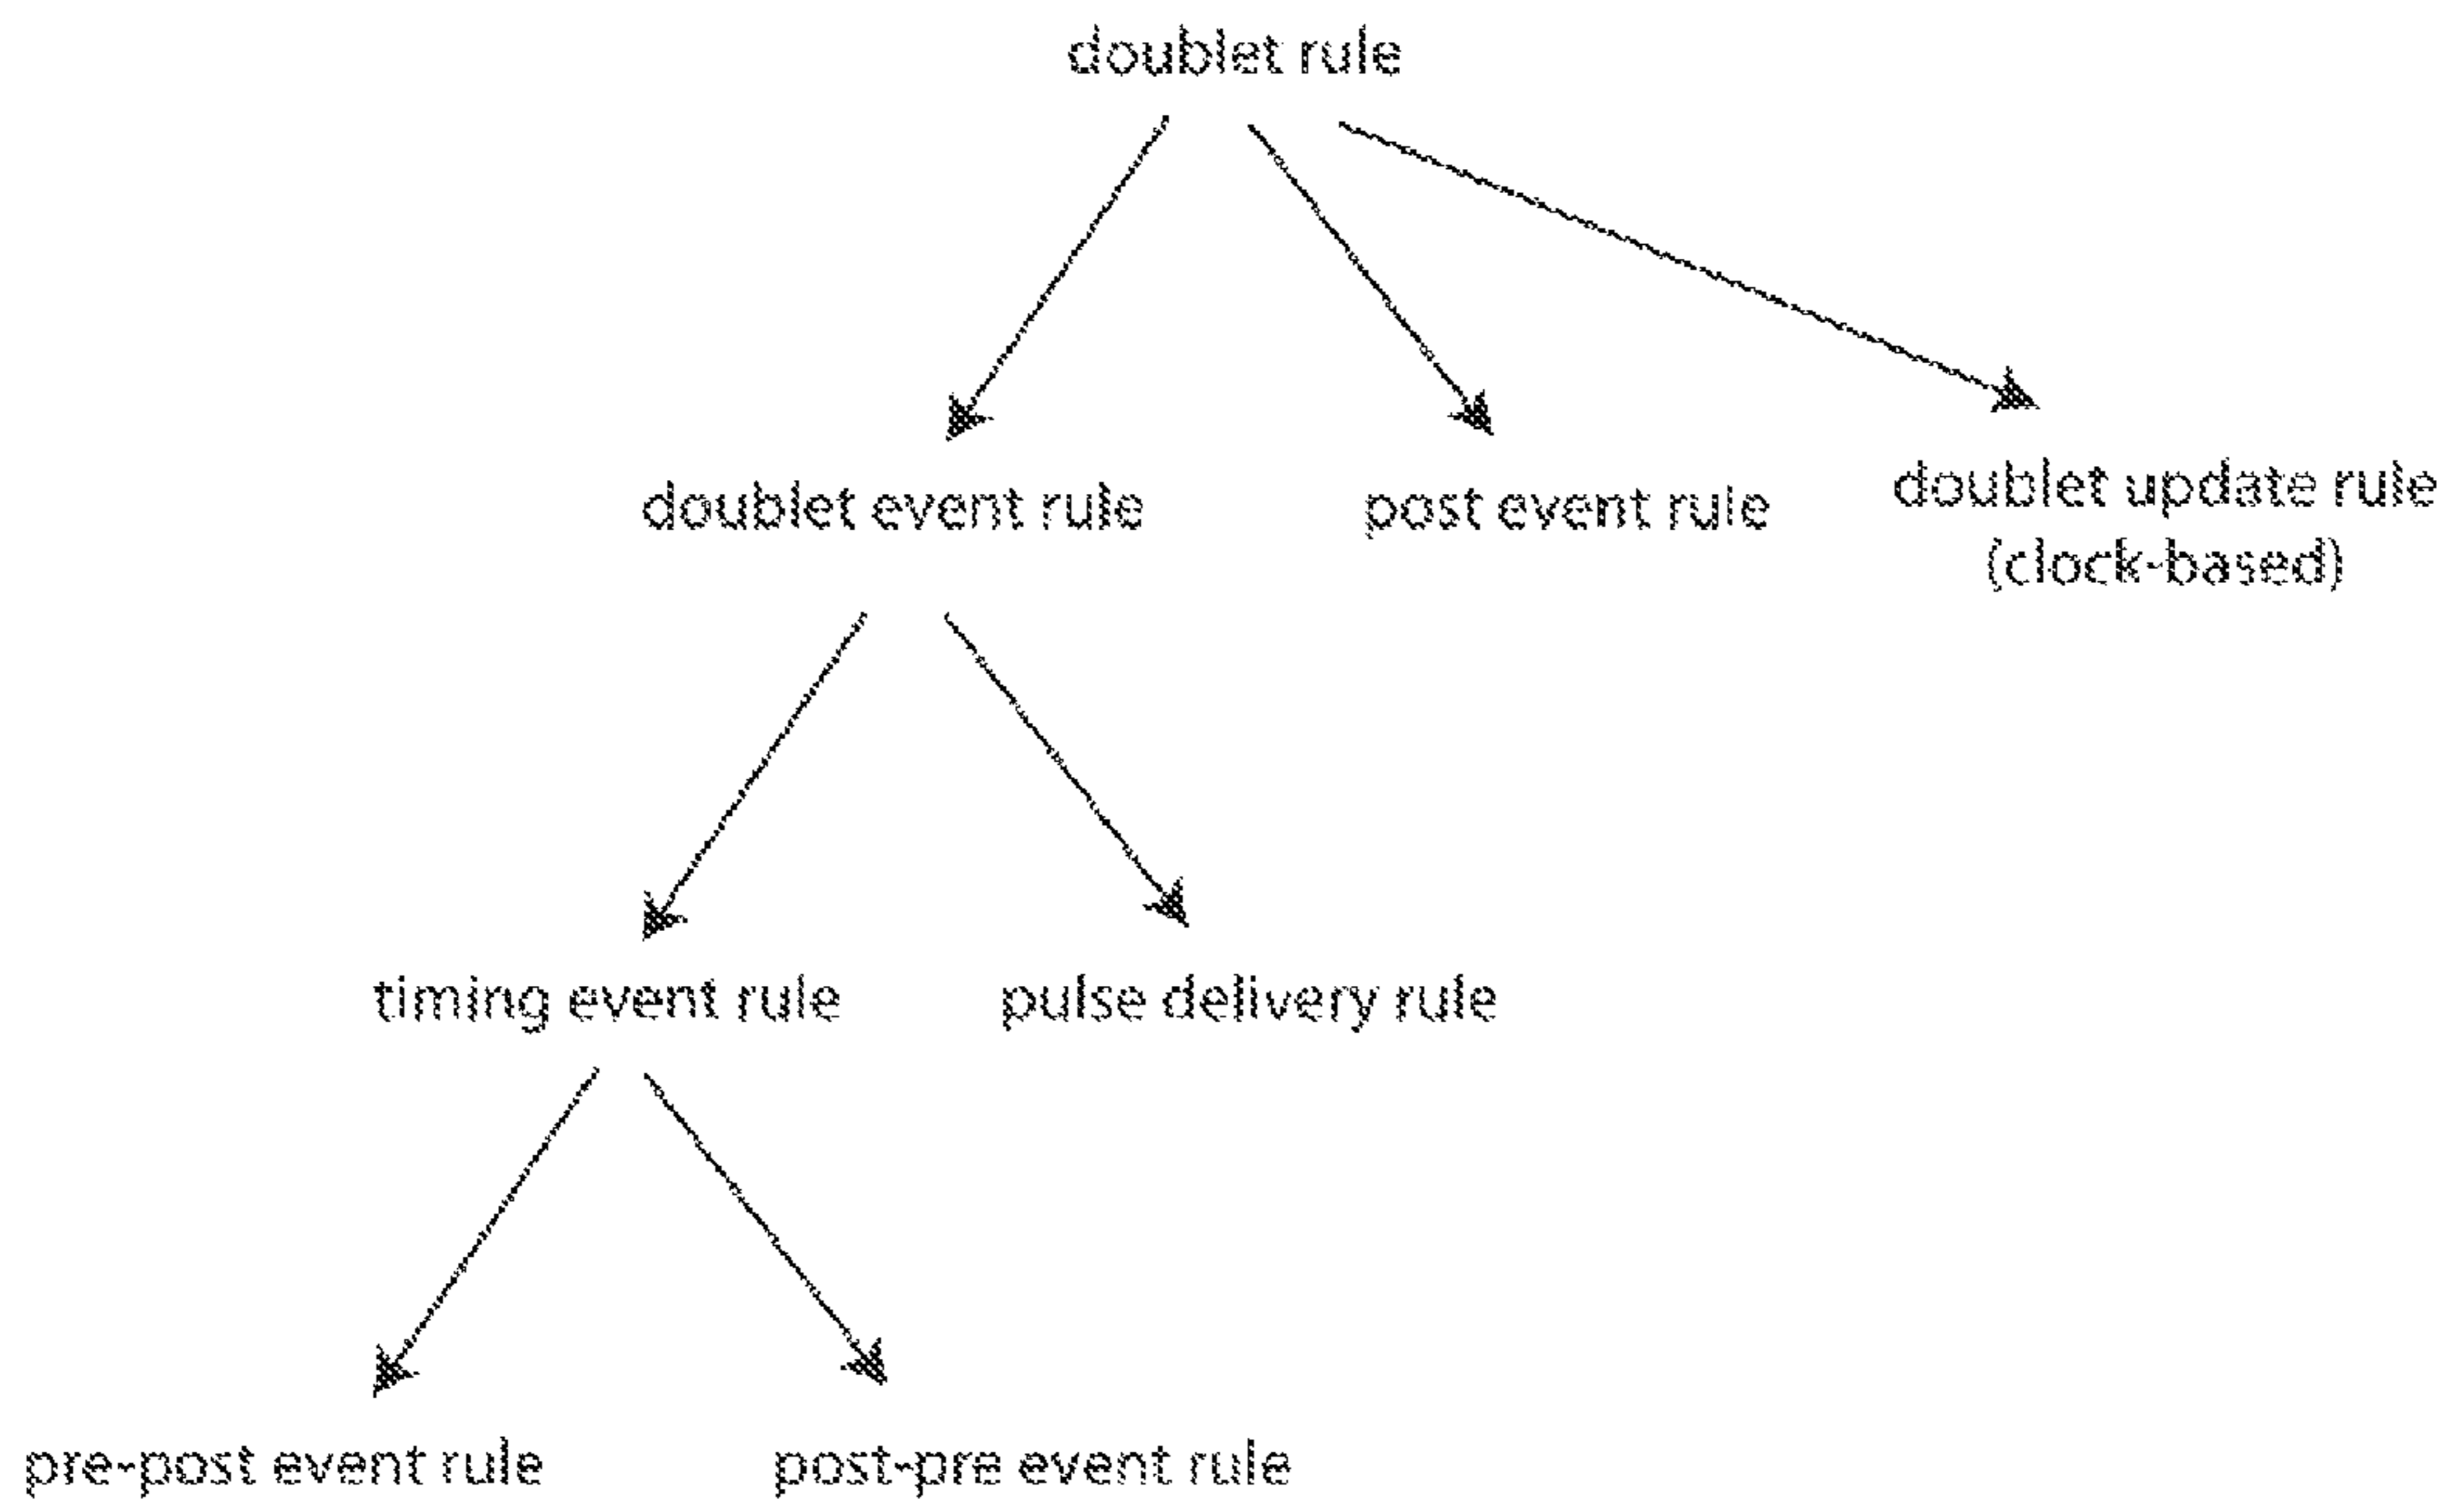 doublet rule
doublet event rule
post event rule
doublet update rule
(clock-based)
timing event rule
pulse delivery rule
pre-post event rule
post-pre event rule